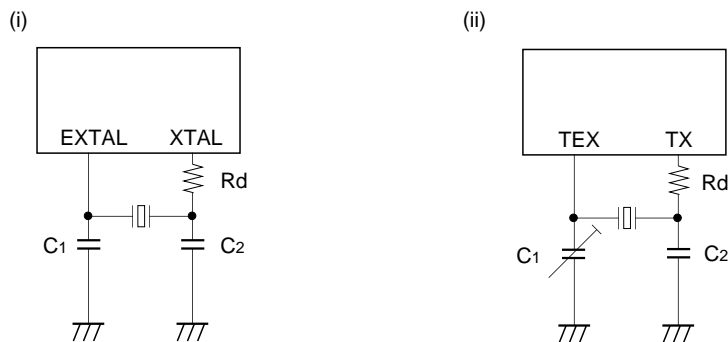 (i)
EXTAL XTAL
Rd
C1
C2
(ii)
TEX TX
Rd
C1
C2